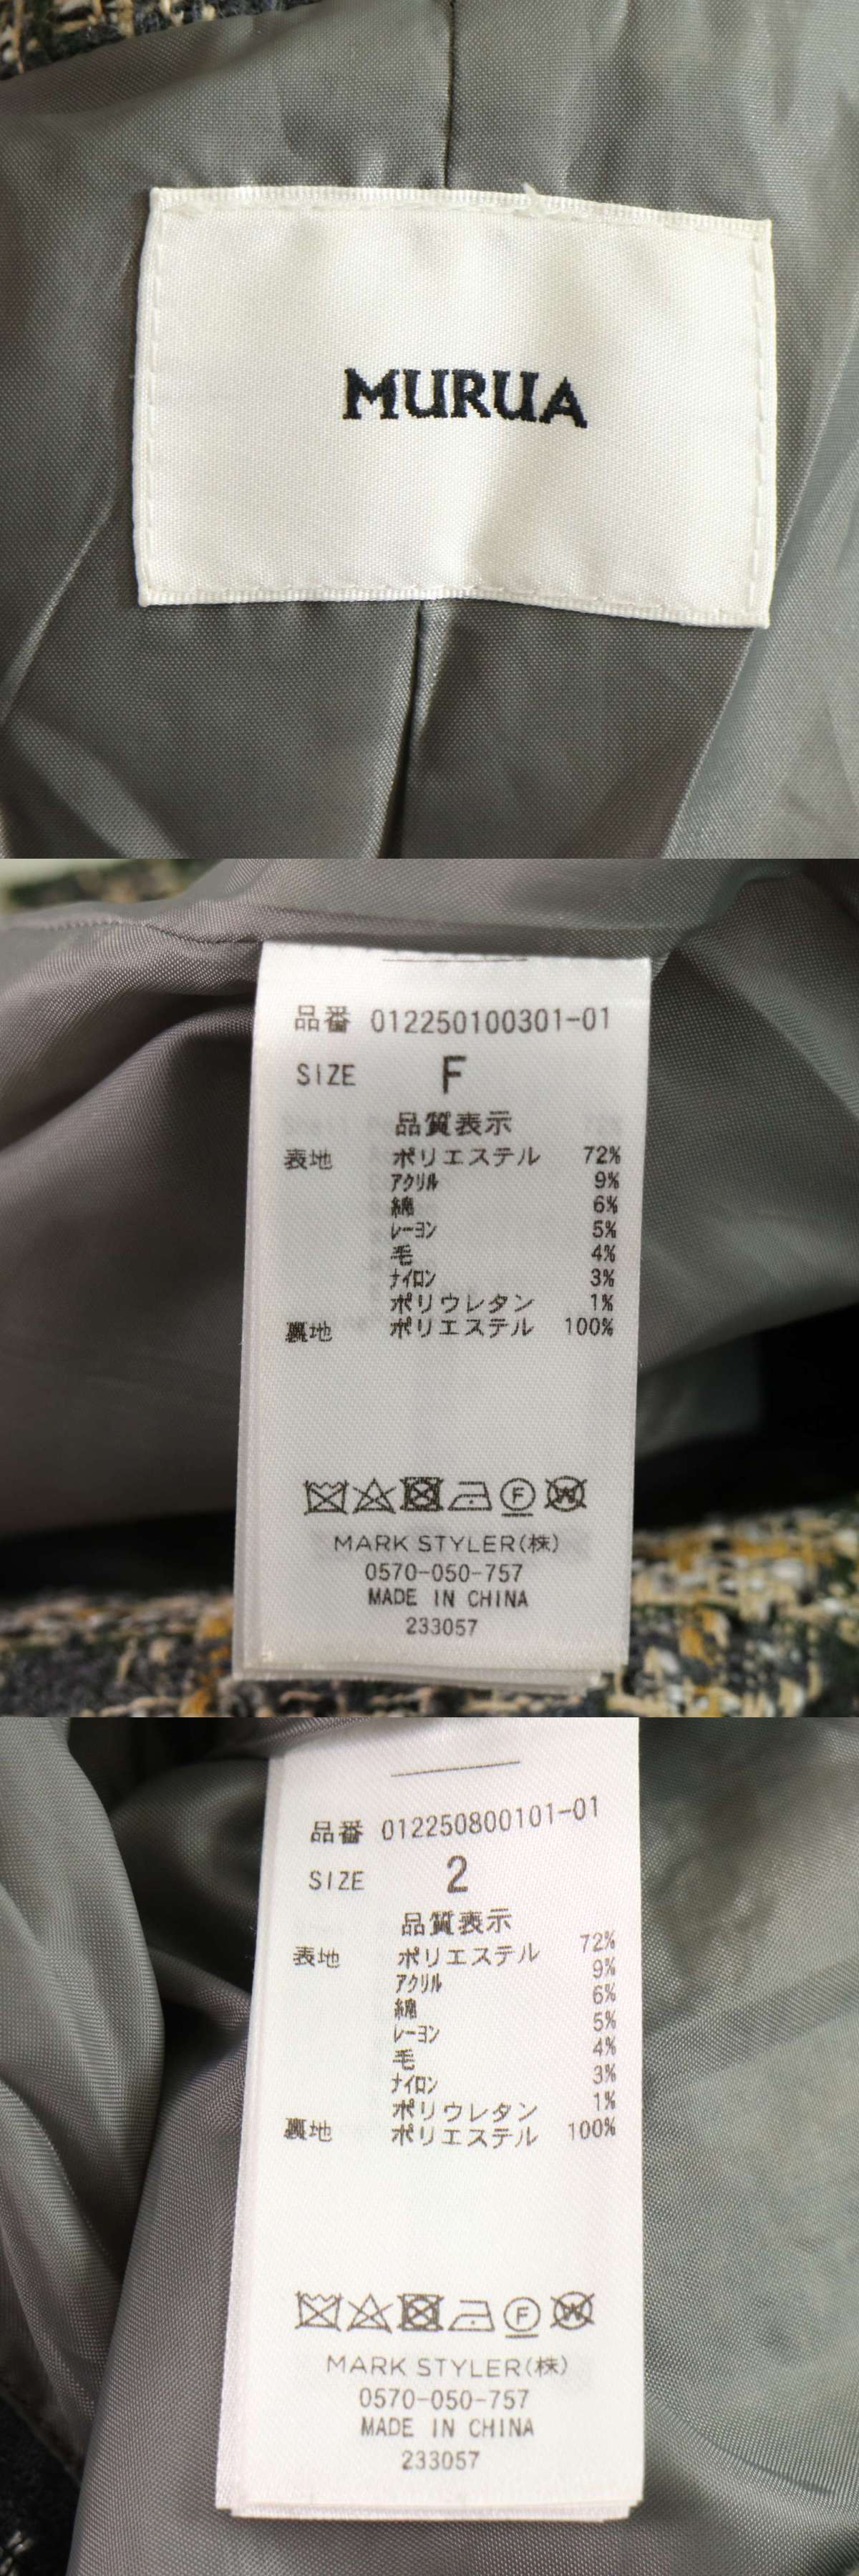 MURUA
品番 012250100301-01
SIZE F
品質表示
表地 ポリエステル 72%
アクリル 9%
綿 6%
レーヨン 5%
毛 4%
ナイロン 3%
ポリウレタン 1%
裏地 ポリエステル 100%
F W
MARK STYLER(株)
0570-050-757
MADE IN CHINA
233057
品番 012250800101-01
SIZE 2
品質表示
表地 ポリエステル 72%
アクリル 9%
綿 6%
レーヨン 5%
毛 4%
ナイロン 3%
ポリウレタン 1%
裏地 ポリエステル 100%
F W
MARK STYLER(株)
0570-050-757
MADE IN CHINA
233057